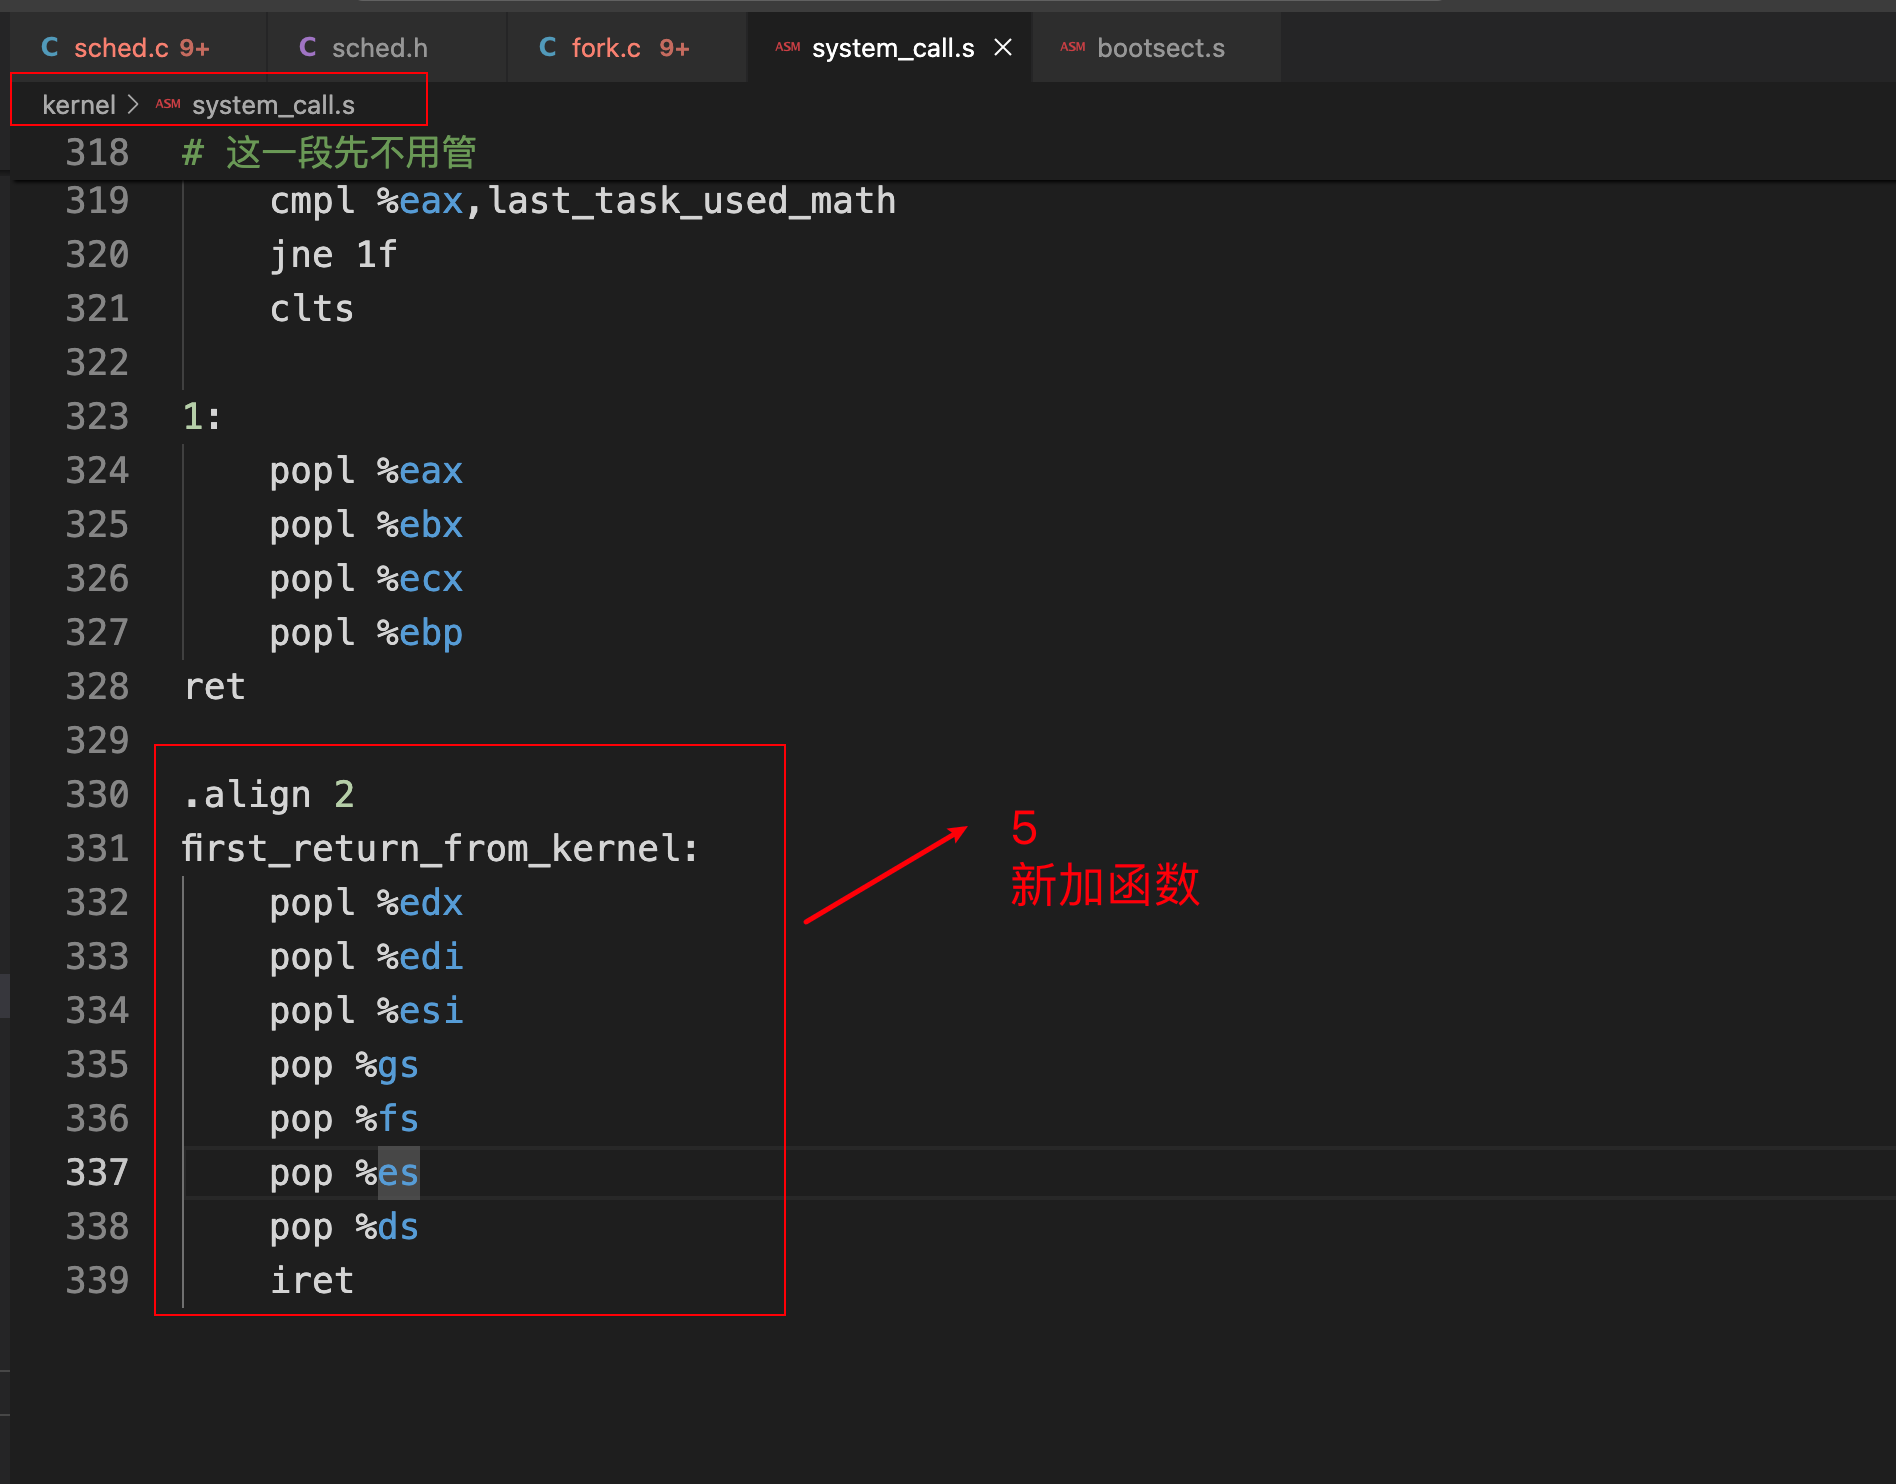 C sched.c 9+ C sched.h C fork.c 9+ ASM system_call.s × ASM bootsect.s
kernel > ASM system_call.s
318 # 这一段先不用管
319 cmpl %eax,last_task_used_math
320 jne 1f
321 clts
322
323 1:
324 popl %eax
325 popl %ebx
326 popl %ecx
327 popl %ebp
328 ret
329
330 .align 2
331 first_return_from_kernel:
332 popl %edx
333 popl %edi
334 popl %esi
335 pop %gs
336 pop %fs
337 pop %es
338 pop %ds
339 iret
5
新加函数